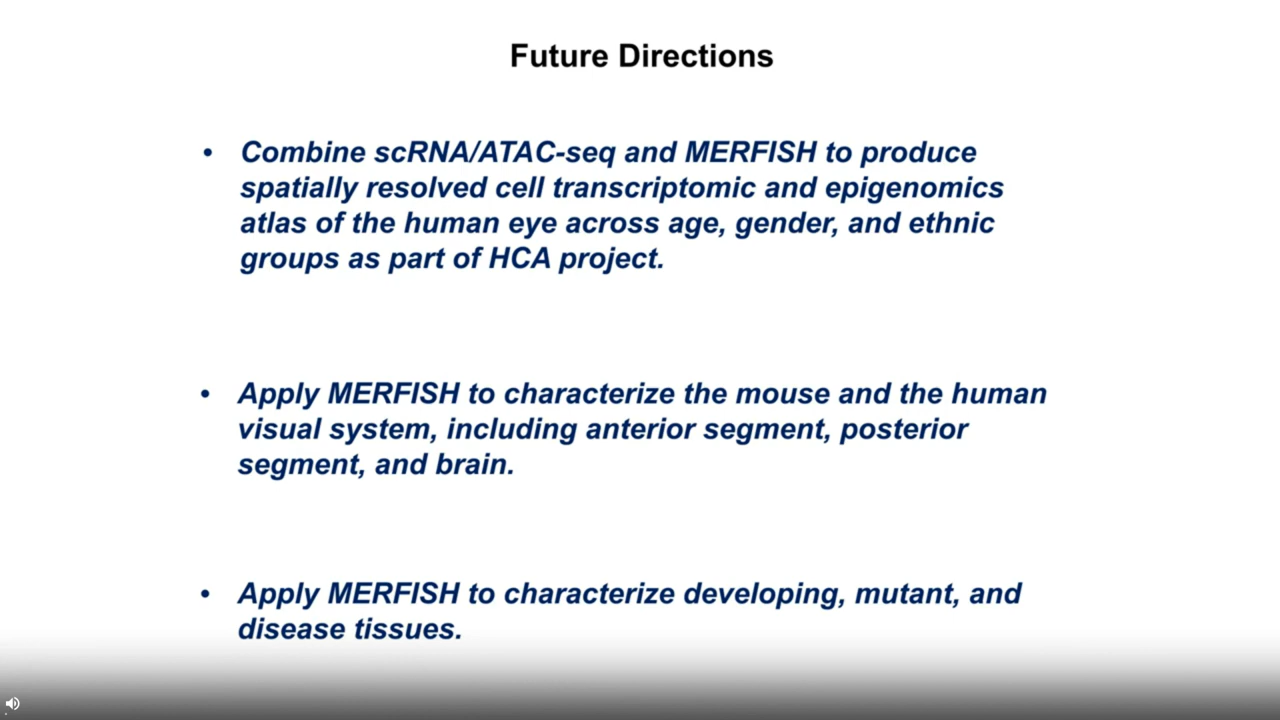 Future Directions
• Combine scRNA/ATAC-seq and MERFISH to produce
spatially resolved cell transcriptomic and epigenomics
atlas of the human eye across age, gender, and ethnic
groups as part of HCA project.
• Apply MERFISH to characterize the mouse and the human
visual system, including anterior segment, posterior
segment, and brain.
• Apply MERFISH to characterize developing, mutant, and
disease tissues.